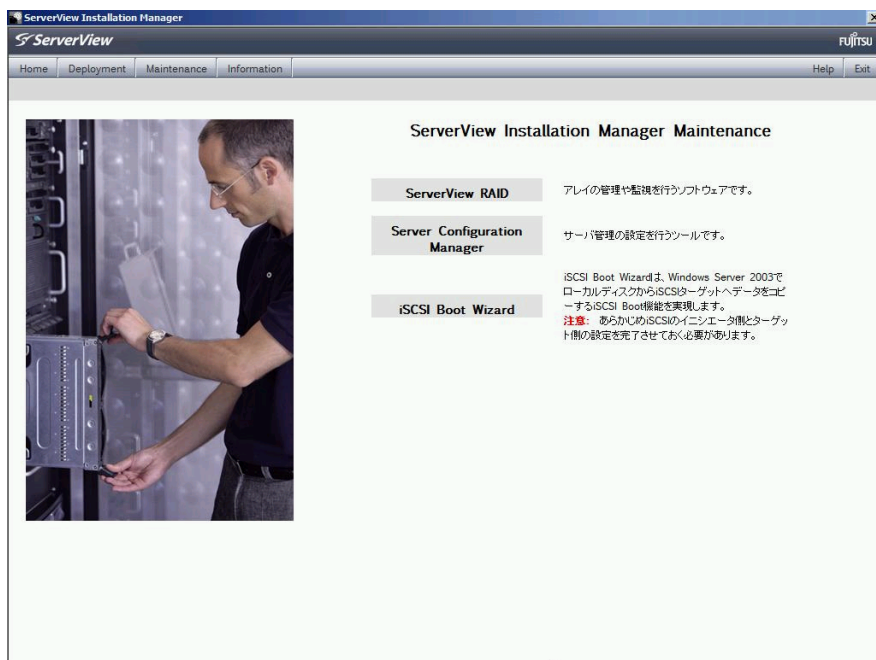 ServerView Installation Manager
ServerView
FUJITSU
Home Deployment Maintenance Information Help Exit
ServerView Installation Manager Maintenance
ServerView RAID
アレイの管理や監視を行うソフトウェアです。
Server Configuration
Manager
サーバ管理の設定を行うツールです。
iSCSI Boot Wizard
iSCSI Boot Wizardは、Windows Server 2003で
ローカルディスクからiSCSIターゲットへデータをコピ
ーするiSCSI Boot機能を実現します。
注意: あらかじめiSCSIのイニシエータ側とターゲッ
ト側の設定を完了させておく必要があります。